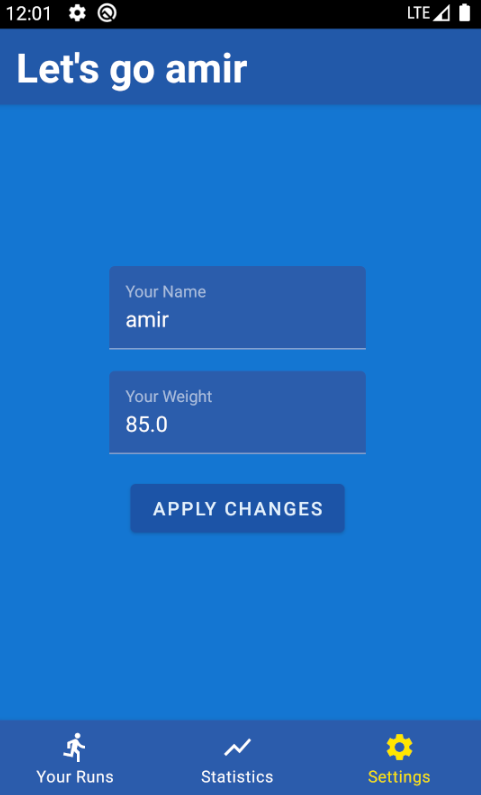 12:01 LTE
Let's go amir
Your Name
amir
Your Weight
85.0
APPLY CHANGES
Your Runs Statistics Settings